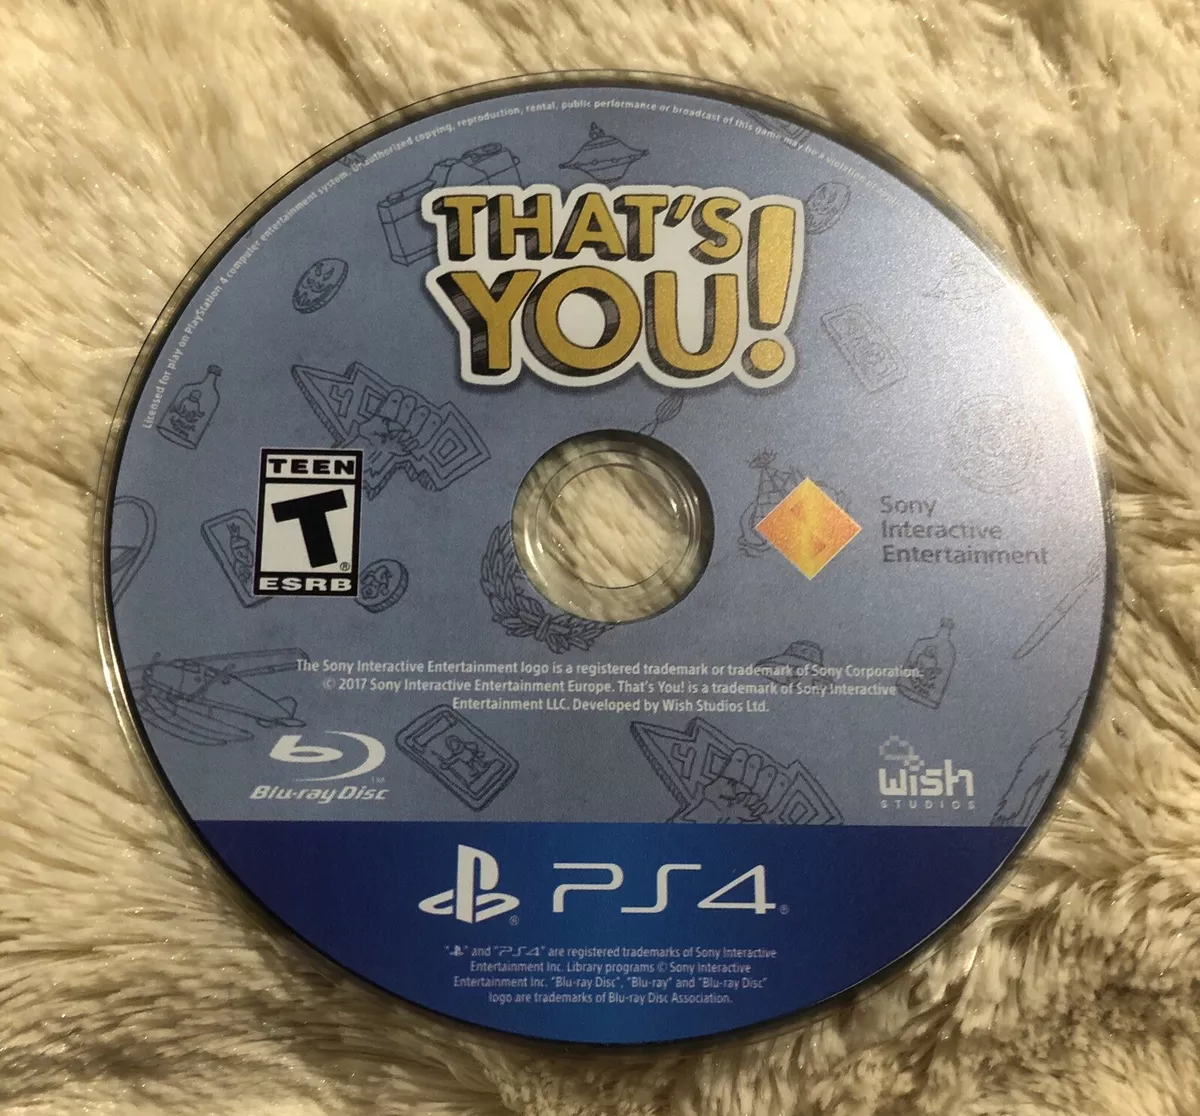 Licensed for play on PlayStation 4 computer entertainment system. Unauthorized copying, reproduction, rental, public performance or broadcast of this game may be a violation of
THAT'S
YOU!
TEEN
T®
ESRB
Sony
Interactive
Entertainment
The Sony Interactive Entertainment logo is a registered trademark or trademark of Sony Corporation.
© 2017 Sony Interactive Entertainment Europe. That's You! is a trademark of Sony Interactive
Entertainment LLC. Developed by Wish Studios Ltd.
Blu-ray Disc™
wish
STUDIOS
PS4®
"PS" and "PS4" are registered trademarks of Sony Interactive
Entertainment Inc. Library programs © Sony Interactive
Entertainment Inc. "Blu-ray Disc", "Blu-ray" and "Blu-ray Disc"
logo are trademarks of Blu-ray Disc Association.